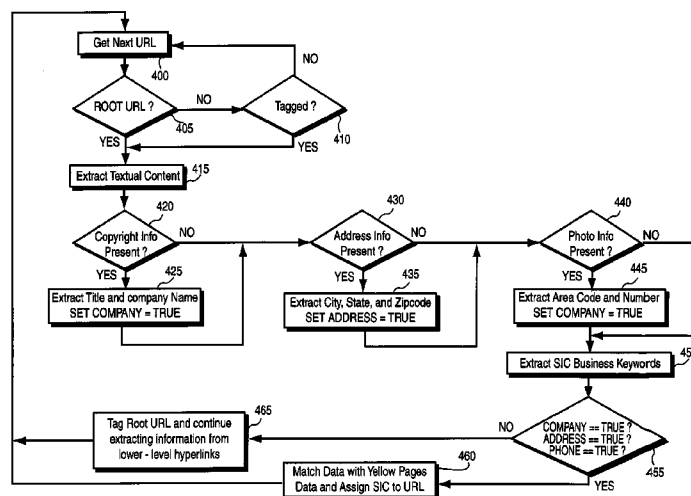 Get Next URL
400
NO
ROOT URL ?
405
NO
Tagged ?
410
YES
YES
Extract Textual Content
415
420
Copyright Info
Present ?
NO
YES
425
Extract Title and company Name
SET COMPANY = TRUE
430
Address Info
Present ?
NO
YES
435
Extract City, State, and Zipcode
SET ADDRESS = TRUE
440
Photo Info
Present ?
NO
YES
445
Extract Area Code and Number
SET COMPANY = TRUE
Extract SIC Business Keywords
COMPANY == TRUE ?
ADDRESS == TRUE ?
PHONE == TRUE ?
455
NO
YES
465
Tag Root URL and continue
extracting information from
lower - level hyperlinks
460
Match Data with Yellow Pages
Data and Assign SIC to URL